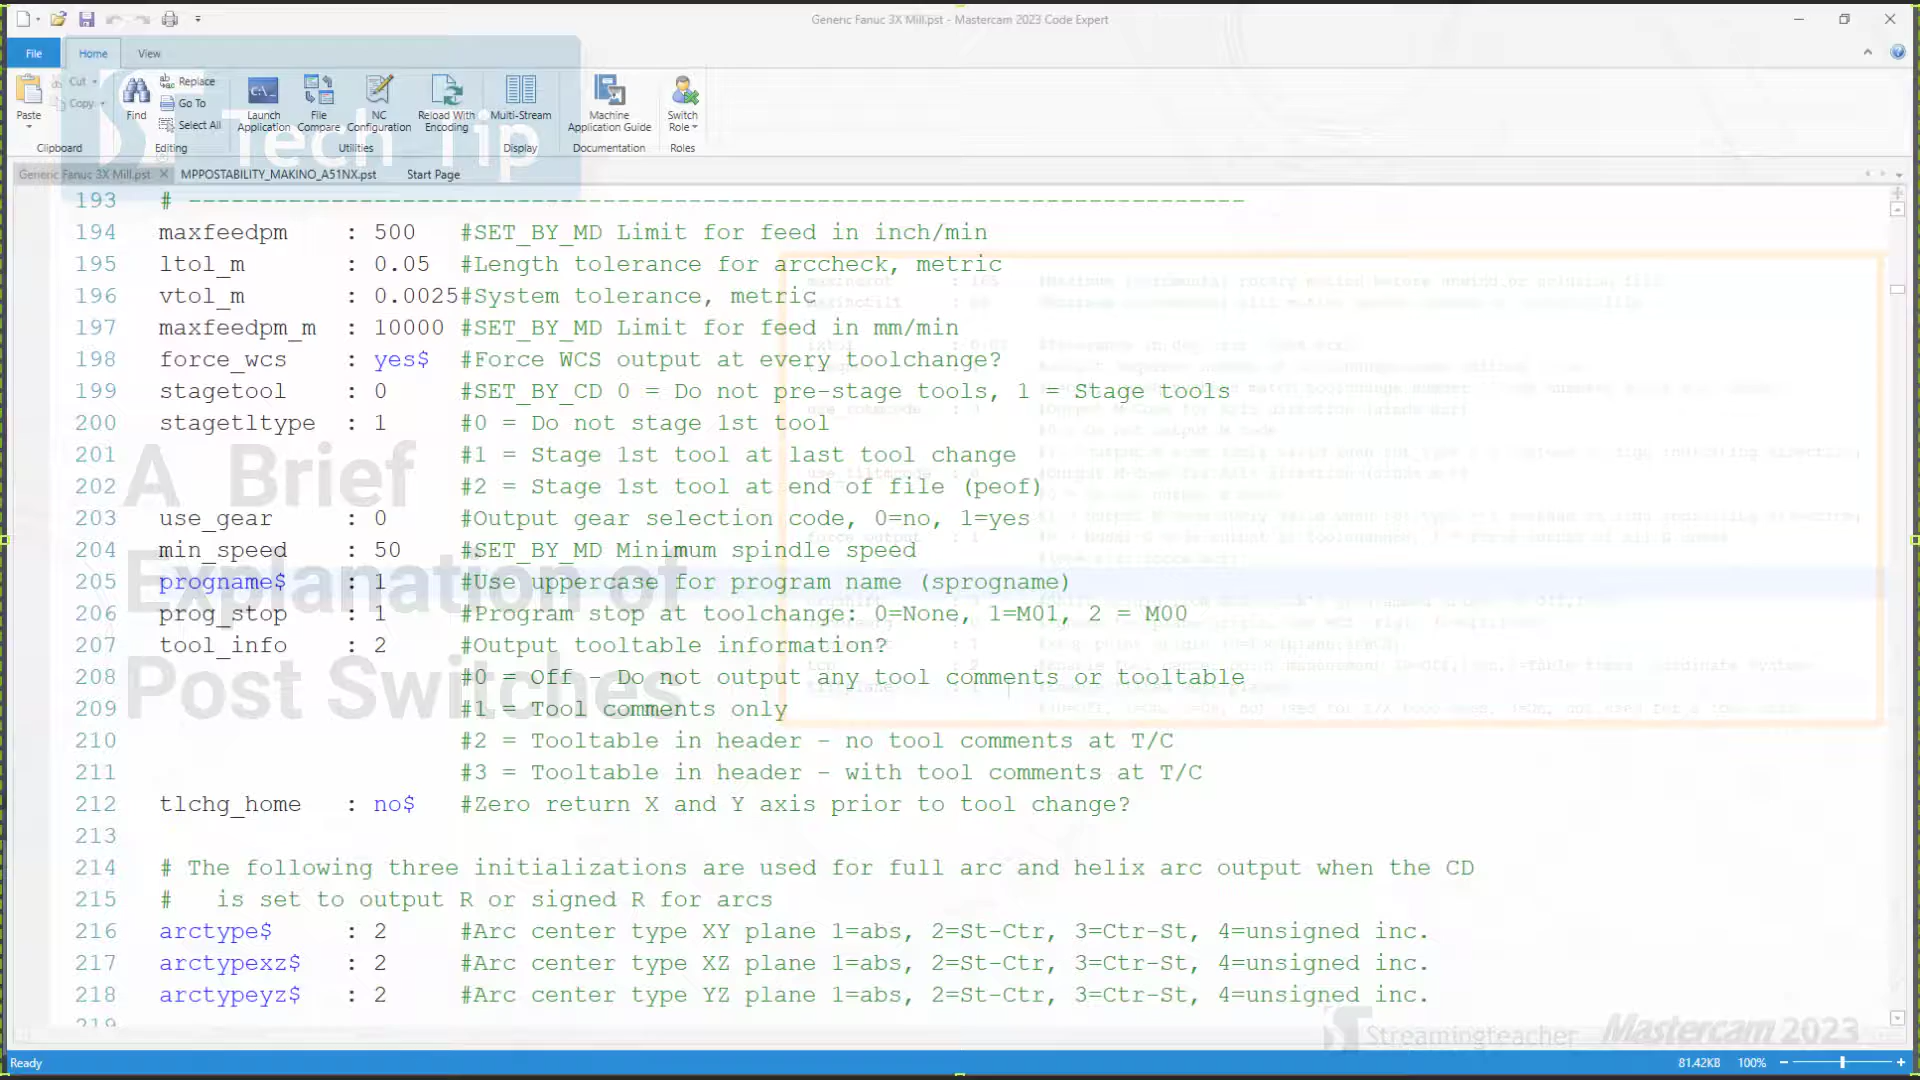 Generic Fanuc 3X Mill.pst - Mastercam 2023 Code Expert
File Home View
Paste
Cut
Copy
Clipboard
Find
Replace
Go To
Select All
Editing
Launch Application
File Compare
NC Configuration
Reload With Encoding
Utilities
Multi-Stream
Display
Machine Application Guide
Documentation
Switch Role
Roles
Tech Tip
Generic Fanuc 3X Mill.pst MPPOSTABILITY_MAKINO_A51NX.pst Start Page
193 # --------------------------------------------------------------------------
194 maxfeedpm : 500 #SET_BY_MD Limit for feed in inch/min
195 ltol_m : 0.05 #Length tolerance for arccheck, metric
196 vtol_m : 0.0025#System tolerance, metric
197 maxfeedpm_m : 10000 #SET_BY_MD Limit for feed in mm/min
198 force_wcs : yes$ #Force WCS output at every toolchange?
199 stagetool : 0 #SET_BY_CD 0 = Do not pre-stage tools, 1 = Stage tools
200 stagetltype : 1 #0 = Do not stage 1st tool
201 #1 = Stage 1st tool at last tool change
202 #2 = Stage 1st tool at end of file (peof)
203 use_gear : 0 #Output gear selection code, 0=no, 1=yes
204 min_speed : 50 #SET_BY_MD Minimum spindle speed
205 progname$ : 1 #Use uppercase for program name (sprogname)
206 prog_stop : 1 #Program stop at toolchange: 0=None, 1=M01, 2 = M00
207 tool_info : 2 #Output tooltable information?
208 #0 = Off - Do not output any tool comments or tooltable
209 #1 = Tool comments only
210 #2 = Tooltable in header - no tool comments at T/C
211 #3 = Tooltable in header - with tool comments at T/C
212 tlchg_home : no$ #Zero return X and Y axis prior to tool change?
213
214 # The following three initializations are used for full arc and helix arc output when the CD
215 # is set to output R or signed R for arcs
216 arctype$ : 2 #Arc center type XY plane 1=abs, 2=St-Ctr, 3=Ctr-St, 4=unsigned inc.
217 arctypexz$ : 2 #Arc center type XZ plane 1=abs, 2=St-Ctr, 3=Ctr-St, 4=unsigned inc.
218 arctypeyz$ : 2 #Arc center type YZ plane 1=abs, 2=St-Ctr, 3=Ctr-St, 4=unsigned inc.
219
A Brief
Explanation of
Post Switches
Streamingteacher Mastercam 2023
Ready 81.42KB 100%